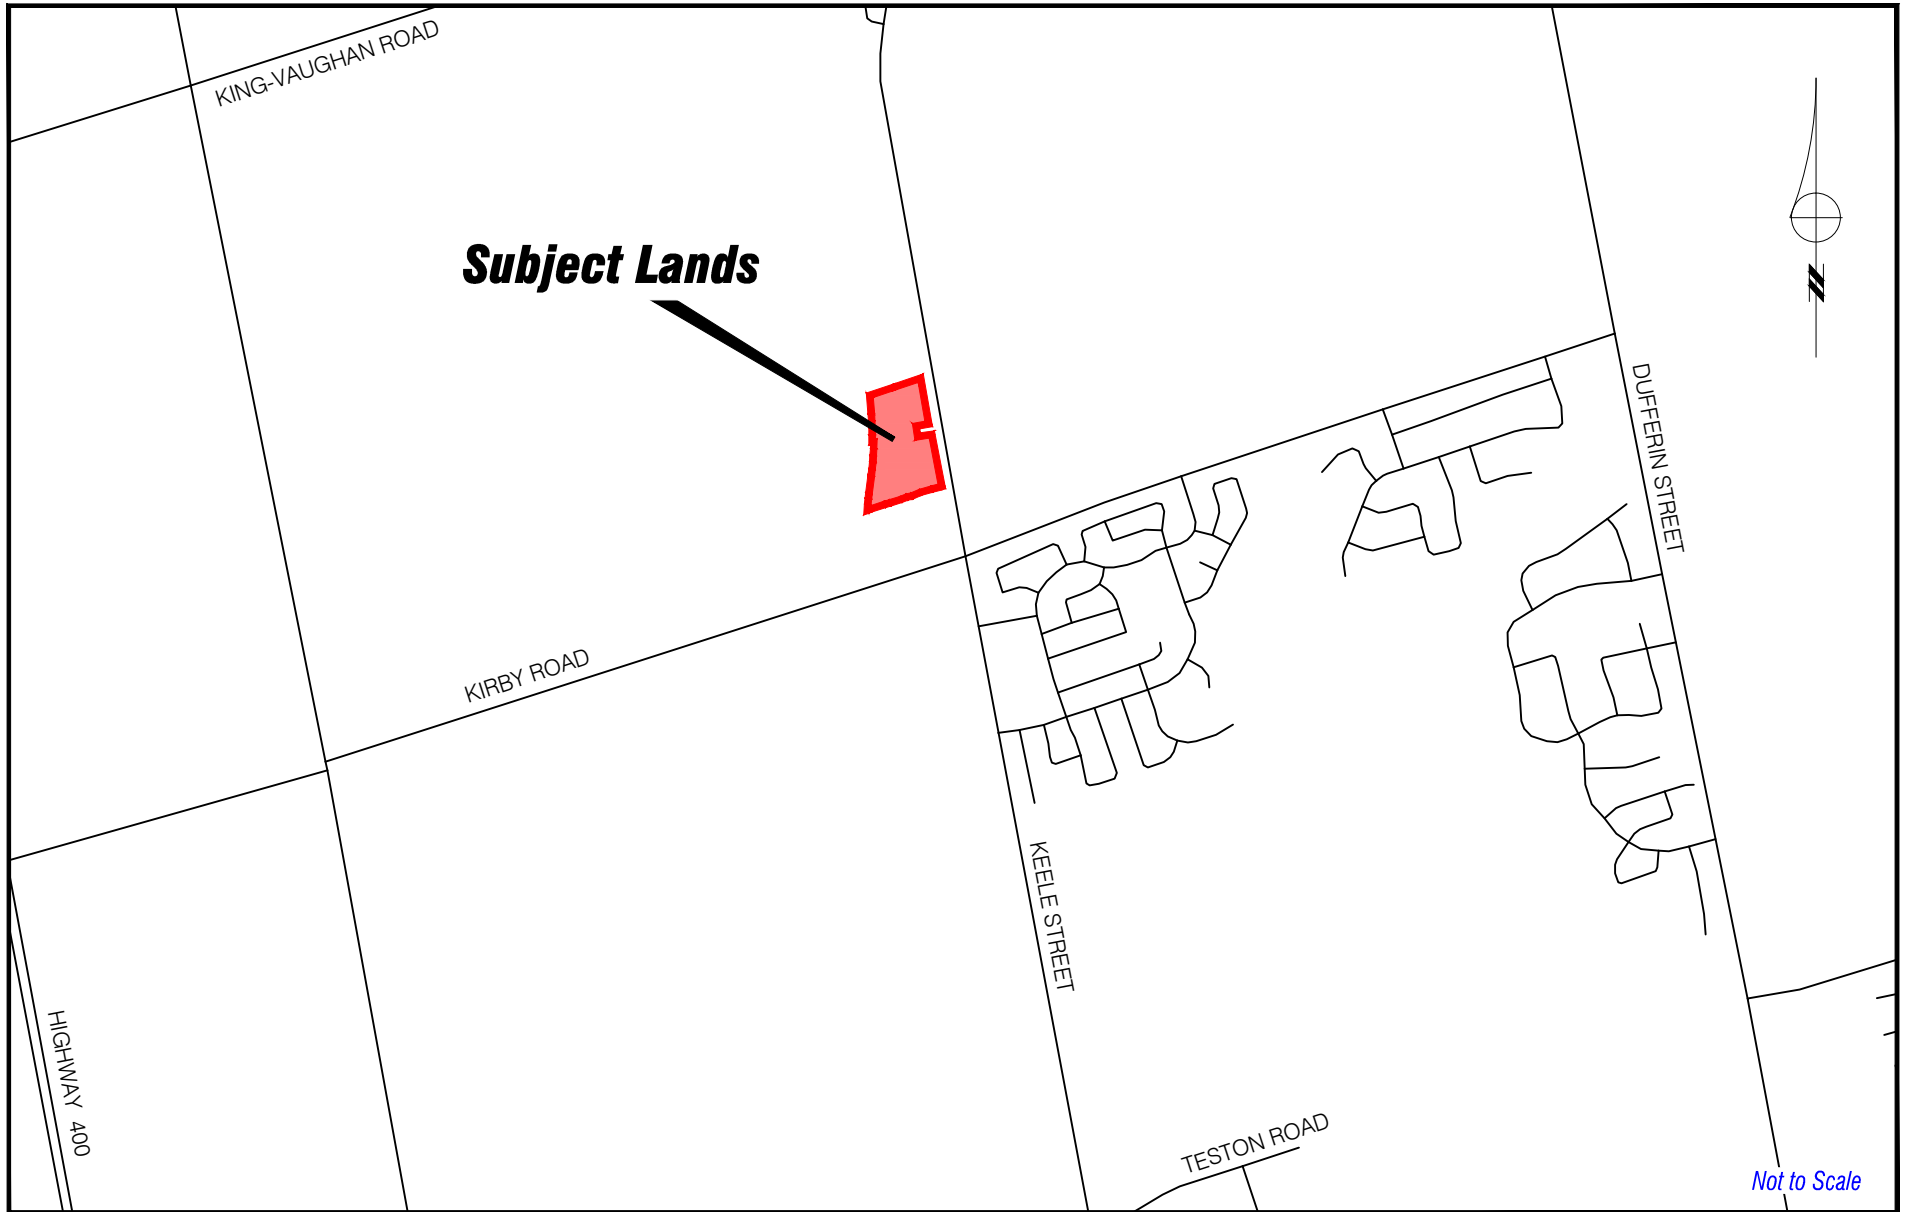 KING-VAUGHAN ROAD
Subject Lands
N
DUFFERIN STREET
KIRBY ROAD
KEELE STREET
HIGHWAY 400
TESTON ROAD
Not to Scale